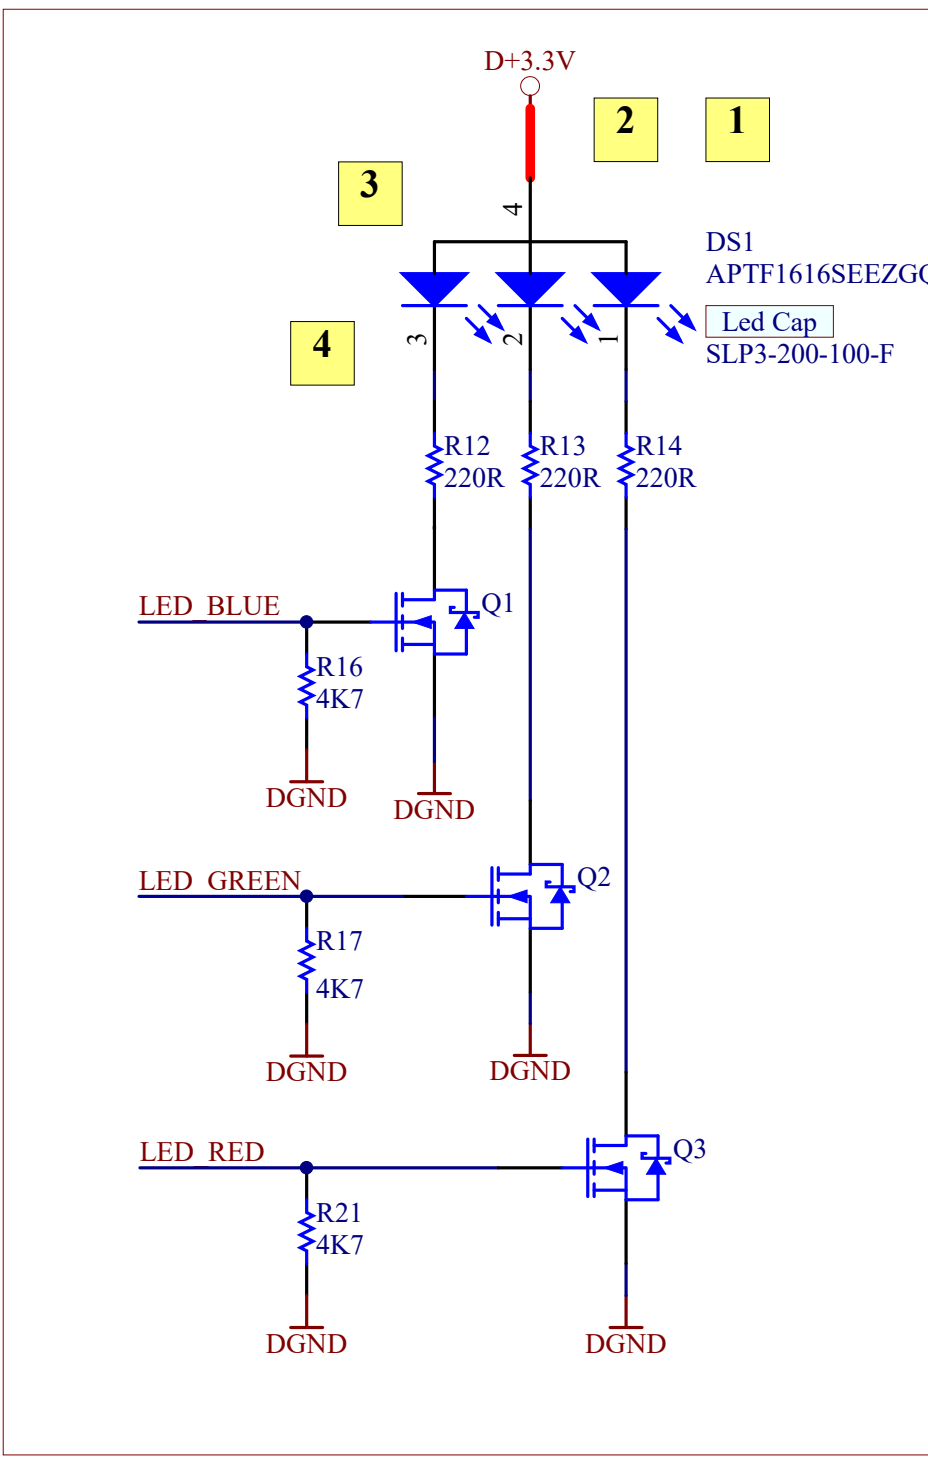 D+3.3V
2
1
3
4
DS1
APTF1616SEEZGQ
Led Cap
SLP3-200-100-F
4
3
2
1
R12
220R
R13
220R
R14
220R
LED_BLUE
Q1
R16
4K7
DGND
DGND
LED_GREEN
Q2
R17
4K7
DGND
DGND
LED_RED
Q3
R21
4K7
DGND
DGND